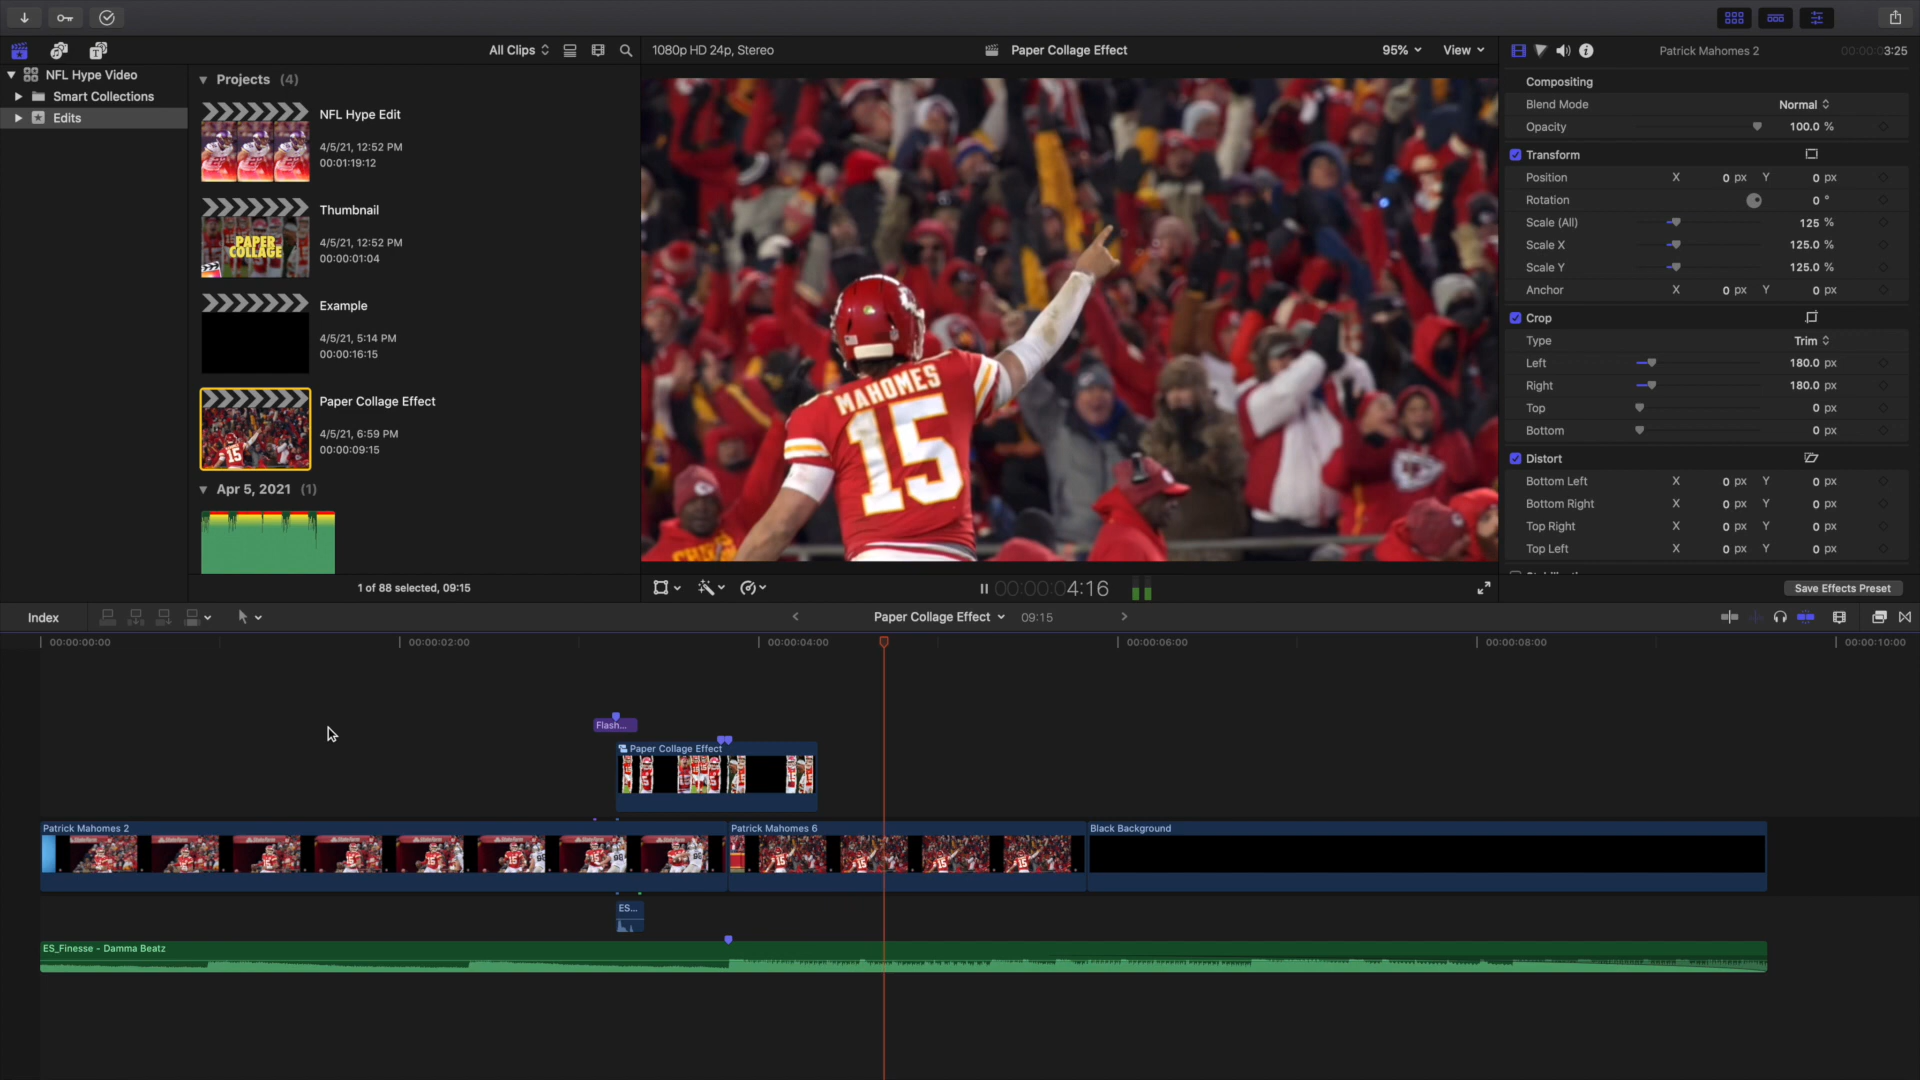 All Clips
1080p HD 24p, Stereo
Paper Collage Effect
95%
View
Patrick Mahomes 2
00:00:03:25
NFL Hype Video
Smart Collections
Edits
Projects (4)
NFL Hype Edit
4/5/21, 12:52 PM
00:01:19:12
Thumbnail
4/5/21, 12:52 PM
00:00:01:04
PAPER
COLLAGE
Example
4/5/21, 5:14 PM
00:00:16:15
Paper Collage Effect
4/5/21, 6:59 PM
00:00:09:15
Apr 5, 2021 (1)
1 of 88 selected, 09:15
MAHOMES
15
00:00:04:16
Compositing
Blend Mode Normal
Opacity 100.0 %
Transform
Position X 0 px Y 0 px
Rotation 0 °
Scale (All) 125 %
Scale X 125.0 %
Scale Y 125.0 %
Anchor X 0 px Y 0 px
Crop
Type Trim
Left 180.0 px
Right 180.0 px
Top 0 px
Bottom 0 px
Distort
Bottom Left X 0 px Y 0 px
Bottom Right X 0 px Y 0 px
Top Right X 0 px Y 0 px
Top Left X 0 px Y 0 px
Save Effects Preset
Index
Paper Collage Effect 09:15
00:00:00:00 00:00:02:00 00:00:04:00 00:00:06:00 00:00:08:00 00:00:10:00
Flash...
Paper Collage Effect
Patrick Mahomes 2
Patrick Mahomes 6
Black Background
ES...
ES_Finesse - Damma Beatz